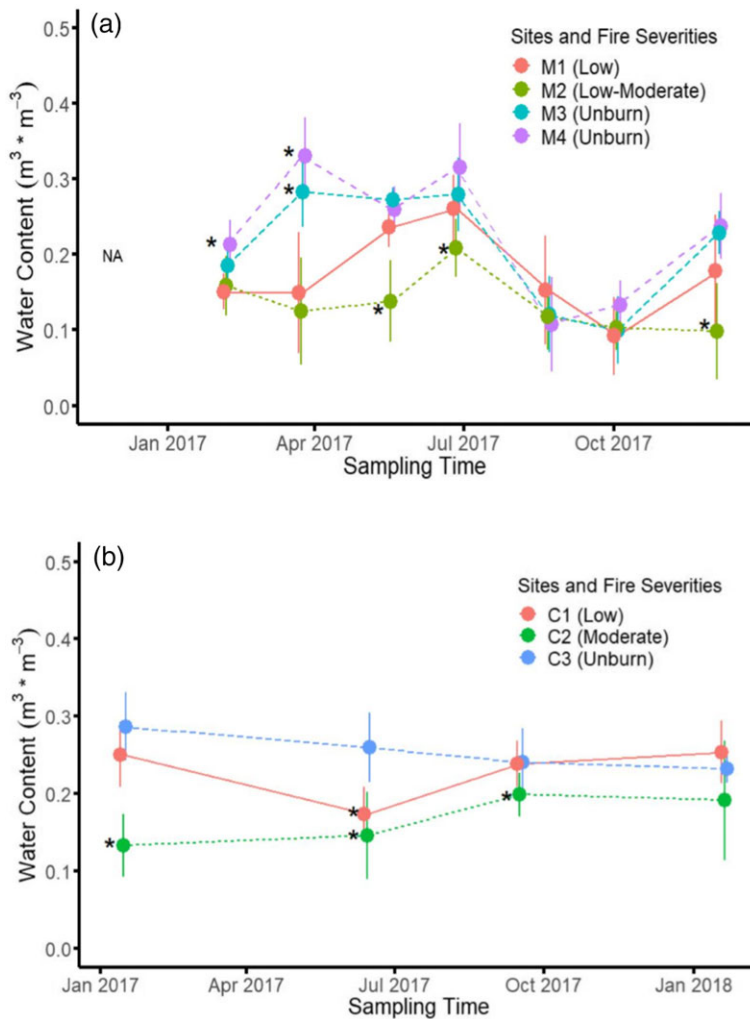 (a)
Sites and Fire Severities
M1 (Low)
M2 (Low-Moderate)
M3 (Unburn)
M4 (Unburn)
Water Content (m³ * m⁻³)
0.5
0.4
0.3
0.2
0.1
0.0
NA
*
*
*
*
*
*
Jan 2017
Apr 2017
Jul 2017
Oct 2017
Sampling Time
(b)
Sites and Fire Severities
C1 (Low)
C2 (Moderate)
C3 (Unburn)
Water Content (m³ * m⁻³)
0.5
0.4
0.3
0.2
0.1
0.0
*
*
*
*
Jan 2017
Apr 2017
Jul 2017
Oct 2017
Jan 2018
Sampling Time